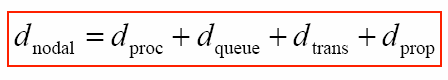 d_nodal = d_proc + d_queue + d_trans + d_prop